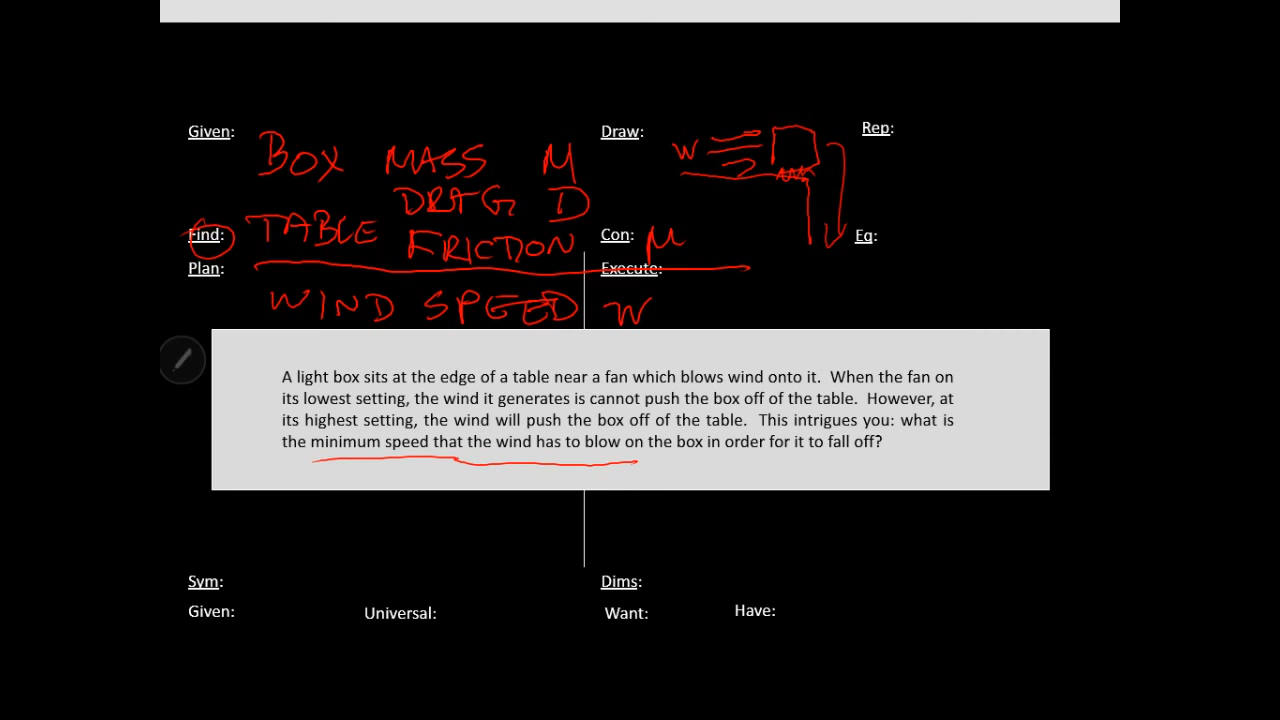 Given: BOX MASS M
DRAG D
Draw: W
Rep:
Find: TABLE FRICTION μ
Con:
Eq:
Plan:
Execute:
WIND SPEED W
A light box sits at the edge of a table near a fan which blows wind onto it. When the fan on
its lowest setting, the wind it generates is cannot push the box off of the table. However, at
its highest setting, the wind will push the box off of the table. This intrigues you: what is
the minimum speed that the wind has to blow on the box in order for it to fall off?
Sym:
Dims:
Given:
Universal:
Want:
Have: